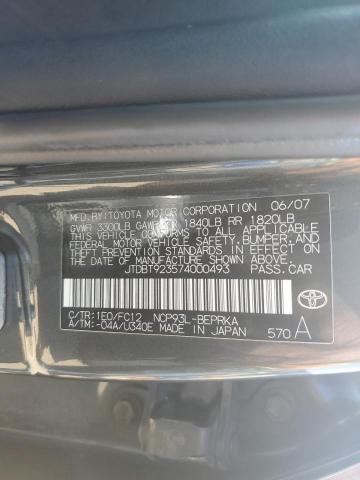 MFD.BY:TOYOTA MOTOR CORPORATION 06/07
GVWR 3300LB GAWR FR 1840LB RR 1820LB
THIS VEHICLE CONFORMS TO ALL APPLICABLE
FEDERAL MOTOR VEHICLE SAFETY, BUMPER, AND
THEFT PREVENTION STANDARDS IN EFFECT ON
THE DATE OF MANUFACTURE SHOWN ABOVE.
JTDBT923574000493 PASS.CAR
C/TR:1E0/FC12 NCP93L-BEPRKA
A/TM:-04A/U340E MADE IN JAPAN 570 A
TOYOTA